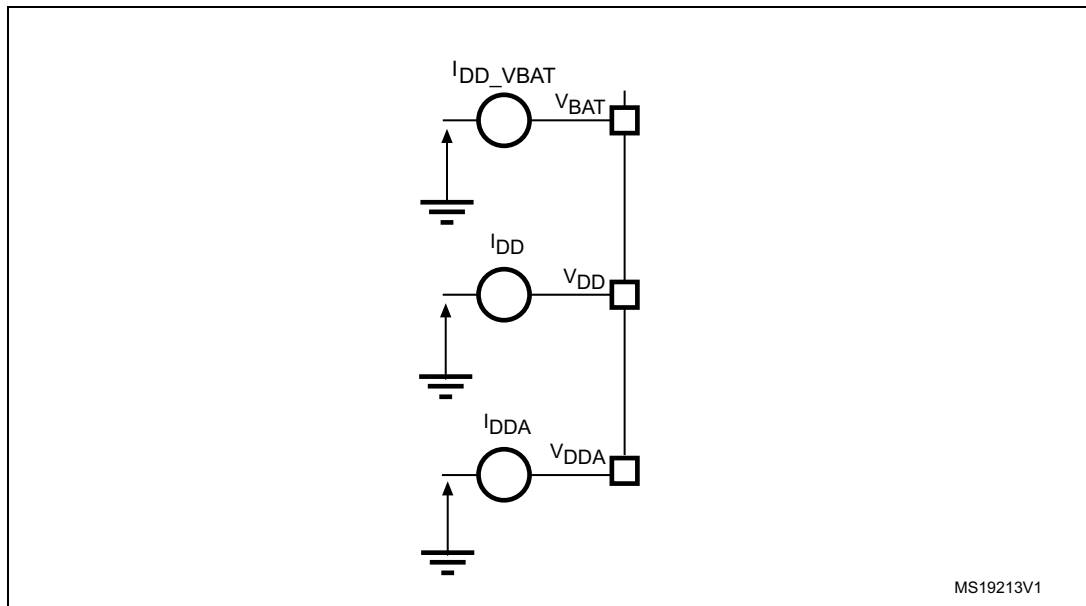 IDD_VBAT
VBAT
IDD
VDD
IDDA
VDDA
MS19213V1